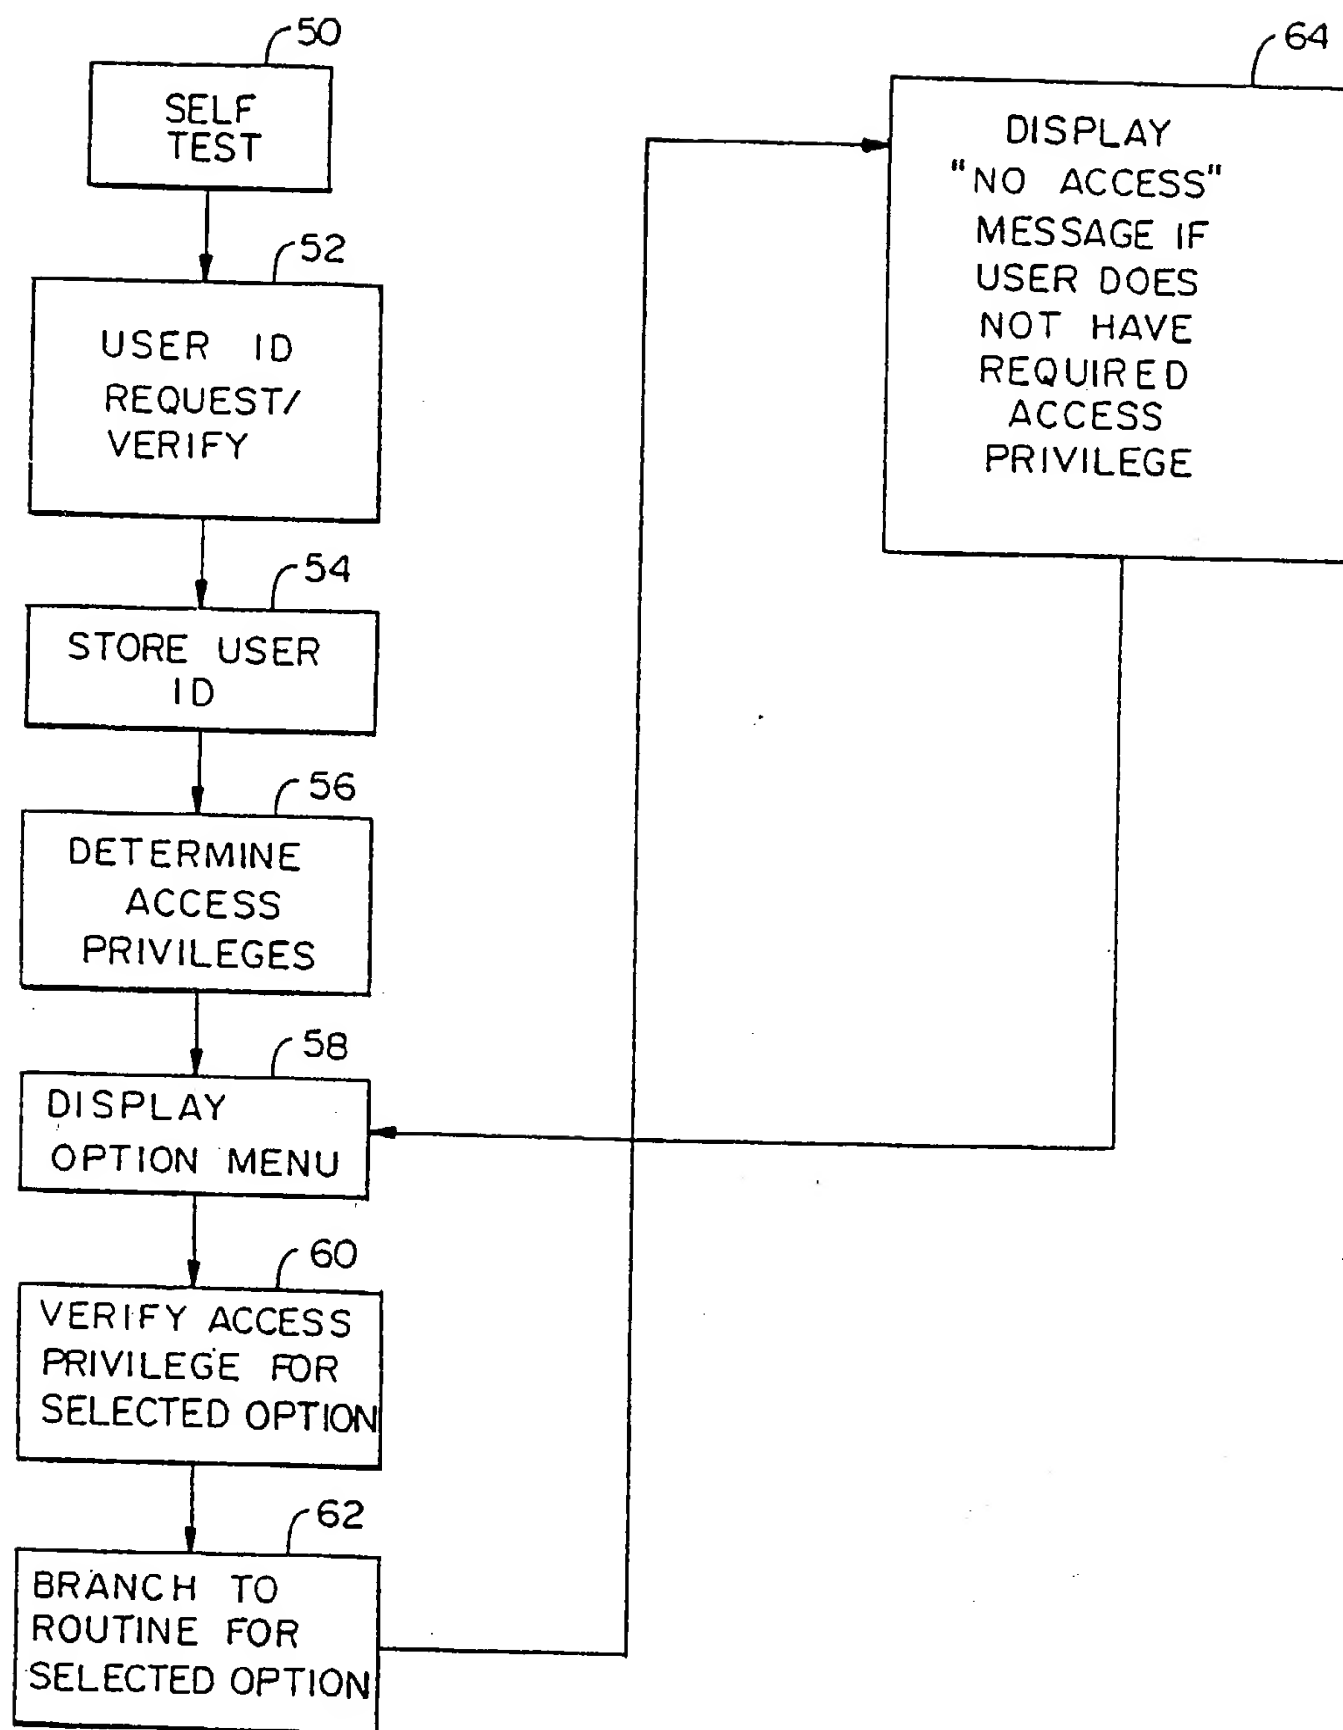 50
SELF
TEST
52
USER ID
REQUEST/
VERIFY
54
STORE USER
ID
56
DETERMINE
ACCESS
PRIVILEGES
58
DISPLAY
OPTION MENU
60
VERIFY ACCESS
PRIVILEGE FOR
SELECTED OPTION
62
BRANCH TO
ROUTINE FOR
SELECTED OPTION
64
DISPLAY
"NO ACCESS"
MESSAGE IF
USER DOES
NOT HAVE
REQUIRED
ACCESS
PRIVILEGE